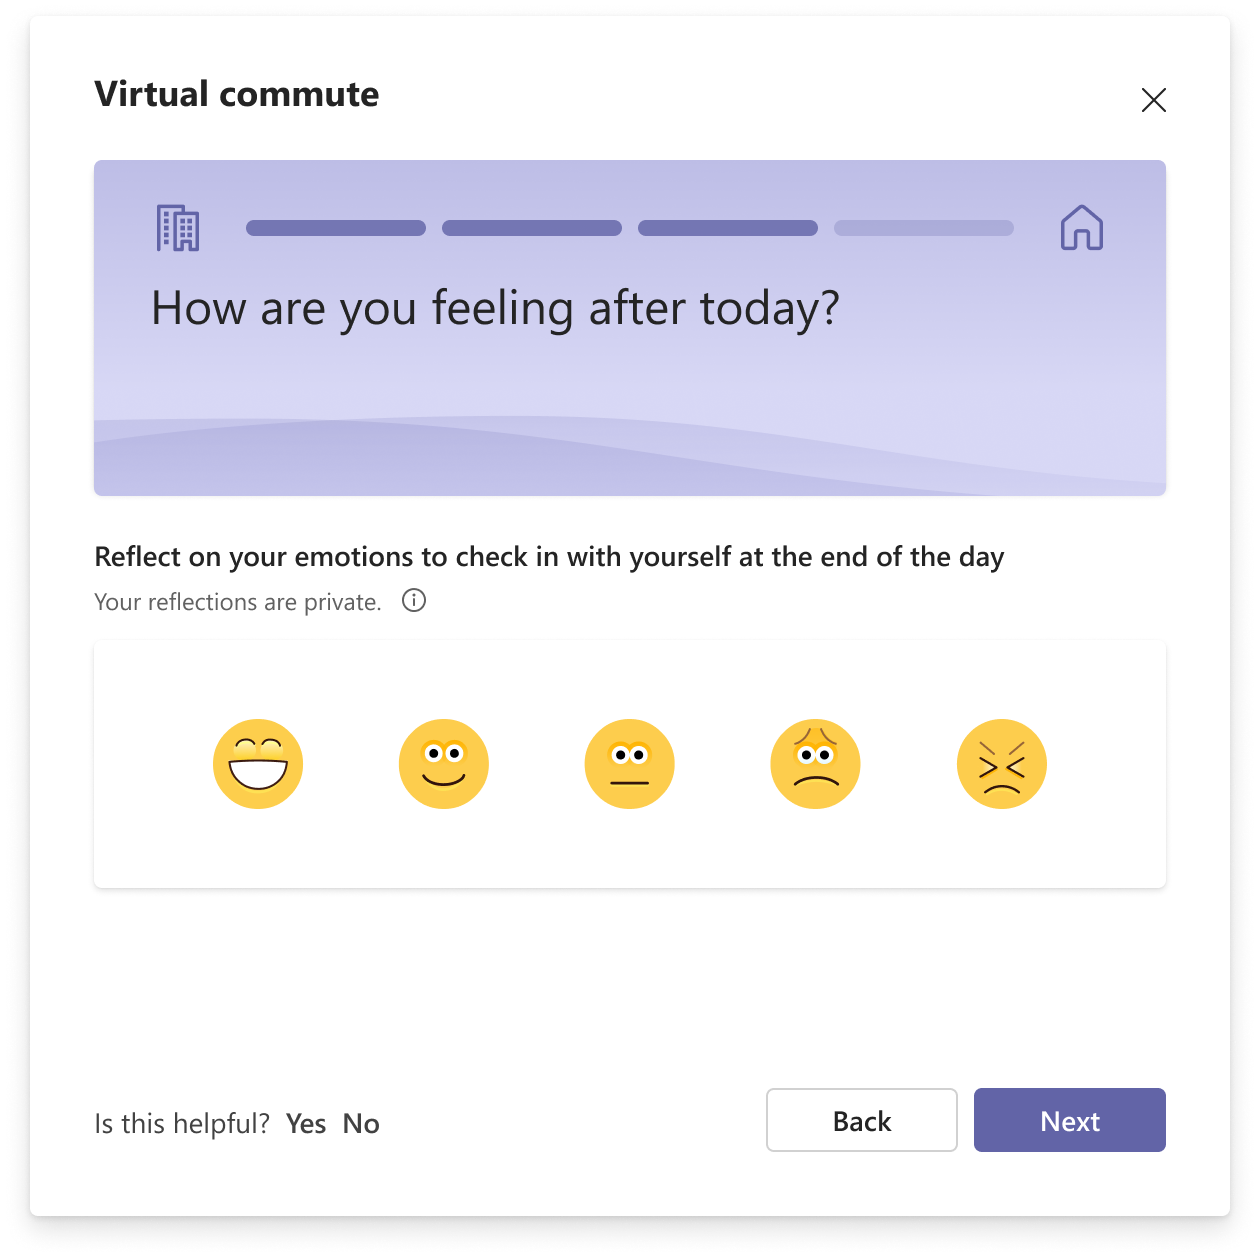 Virtual commute
How are you feeling after today?
Reflect on your emotions to check in with yourself at the end of the day
Your reflections are private.
Is this helpful? Yes No
Back
Next